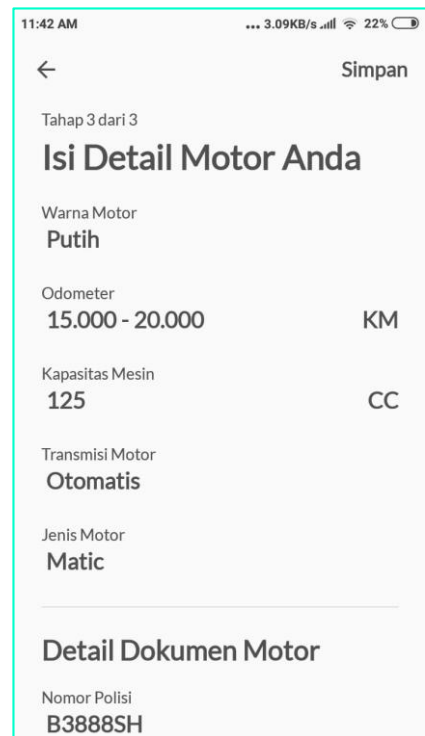 11:42 AM ... 3.09KB/s 22%
Simpan
Tahap 3 dari 3
Isi Detail Motor Anda
Warna Motor
Putih
Odometer
15.000 - 20.000 KM
Kapasitas Mesin
125 CC
Transmisi Motor
Otomatis
Jenis Motor
Matic
Detail Dokumen Motor
Nomor Polisi
B3888SH